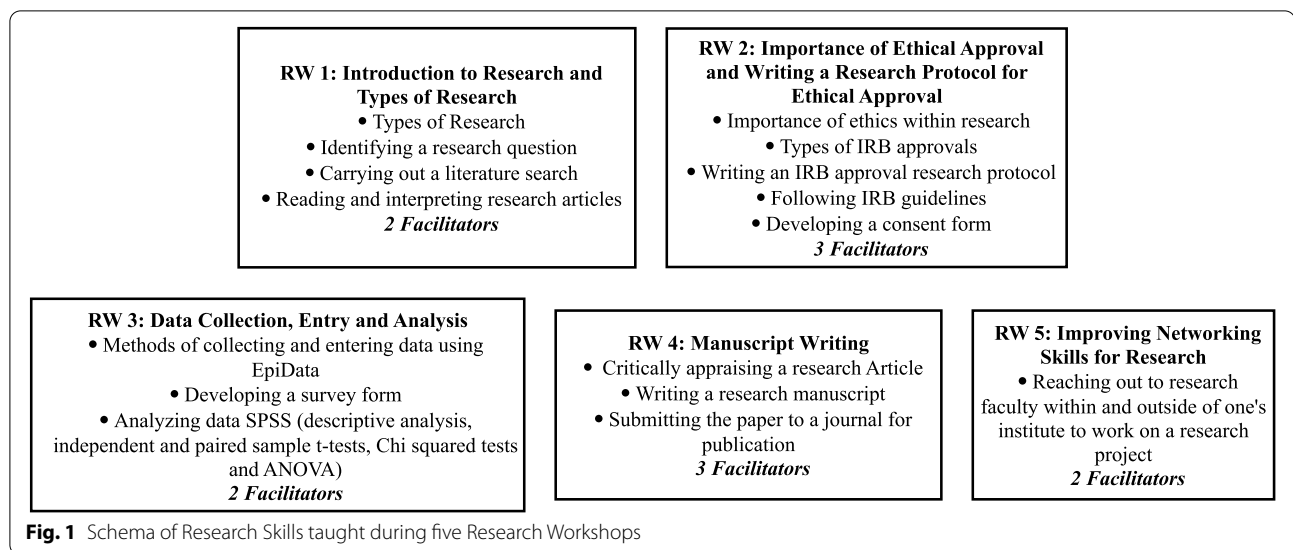 RW 1: Introduction to Research and
Types of Research
• Types of Research
• Identifying a research question
• Carrying out a literature search
• Reading and interpreting research articles
2 Facilitators
RW 2: Importance of Ethical Approval
and Writing a Research Protocol for
Ethical Approval
• Importance of ethics within research
• Types of IRB approvals
• Writing an IRB approval research protocol
• Following IRB guidelines
• Developing a consent form
3 Facilitators
RW 3: Data Collection, Entry and Analysis
• Methods of collecting and entering data using
EpiData
• Developing a survey form
• Analyzing data SPSS (descriptive analysis,
independent and paired sample t-tests, Chi squared tests
and ANOVA)
2 Facilitators
RW 4: Manuscript Writing
• Critically appraising a research Article
• Writing a research manuscript
• Submitting the paper to a journal for
publication
3 Facilitators
RW 5: Improving Networking
Skills for Research
• Reaching out to research
faculty within and outside of one's
institute to work on a research
project
2 Facilitators
Fig. 1 Schema of Research Skills taught during five Research Workshops